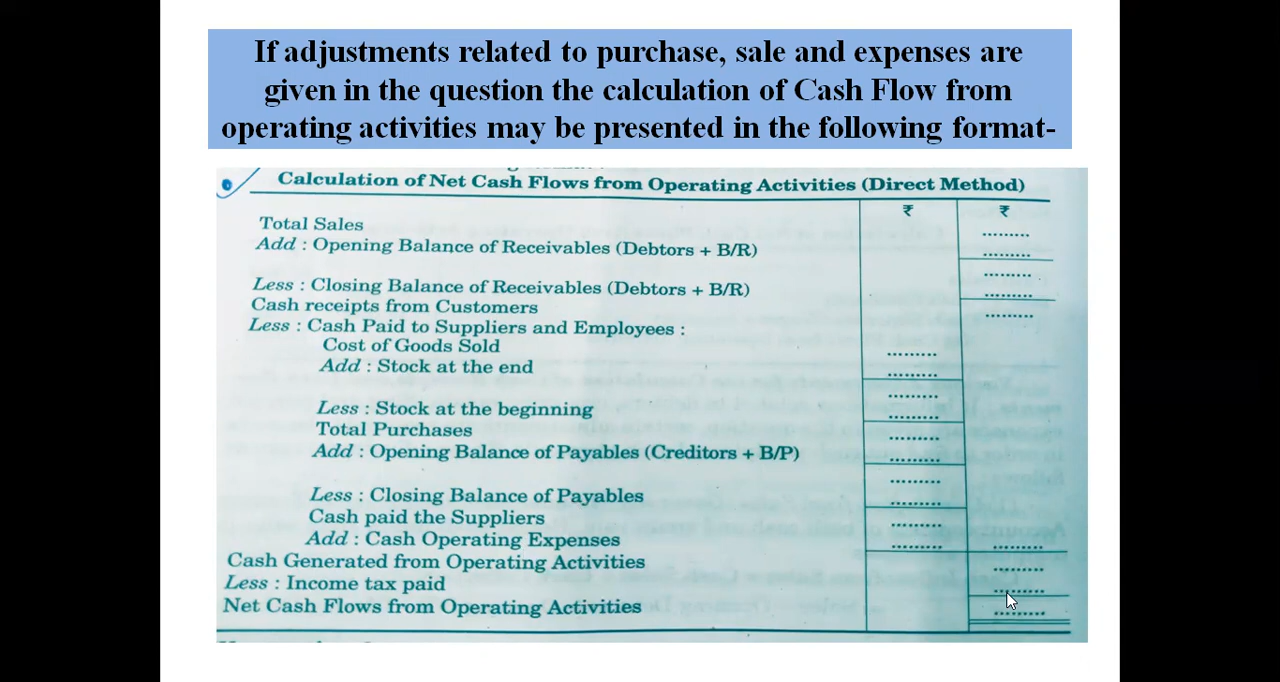 If adjustments related to purchase, sale and expenses are
given in the question the calculation of Cash Flow from
operating activities may be presented in the following format-
Calculation of Net Cash Flows from Operating Activities (Direct Method)
₹ ₹
Total Sales .........
Add : Opening Balance of Receivables (Debtors + B/R) .........
.........
Less : Closing Balance of Receivables (Debtors + B/R) .........
Cash receipts from Customers .........
Less : Cash Paid to Suppliers and Employees :
Cost of Goods Sold .........
Add : Stock at the end .........
.........
Less : Stock at the beginning .........
Total Purchases .........
Add : Opening Balance of Payables (Creditors + B/P) .........
.........
Less : Closing Balance of Payables .........
Cash paid the Suppliers .........
Add : Cash Operating Expenses ......... .........
Cash Generated from Operating Activities .........
Less : Income tax paid .........
Net Cash Flows from Operating Activities .........